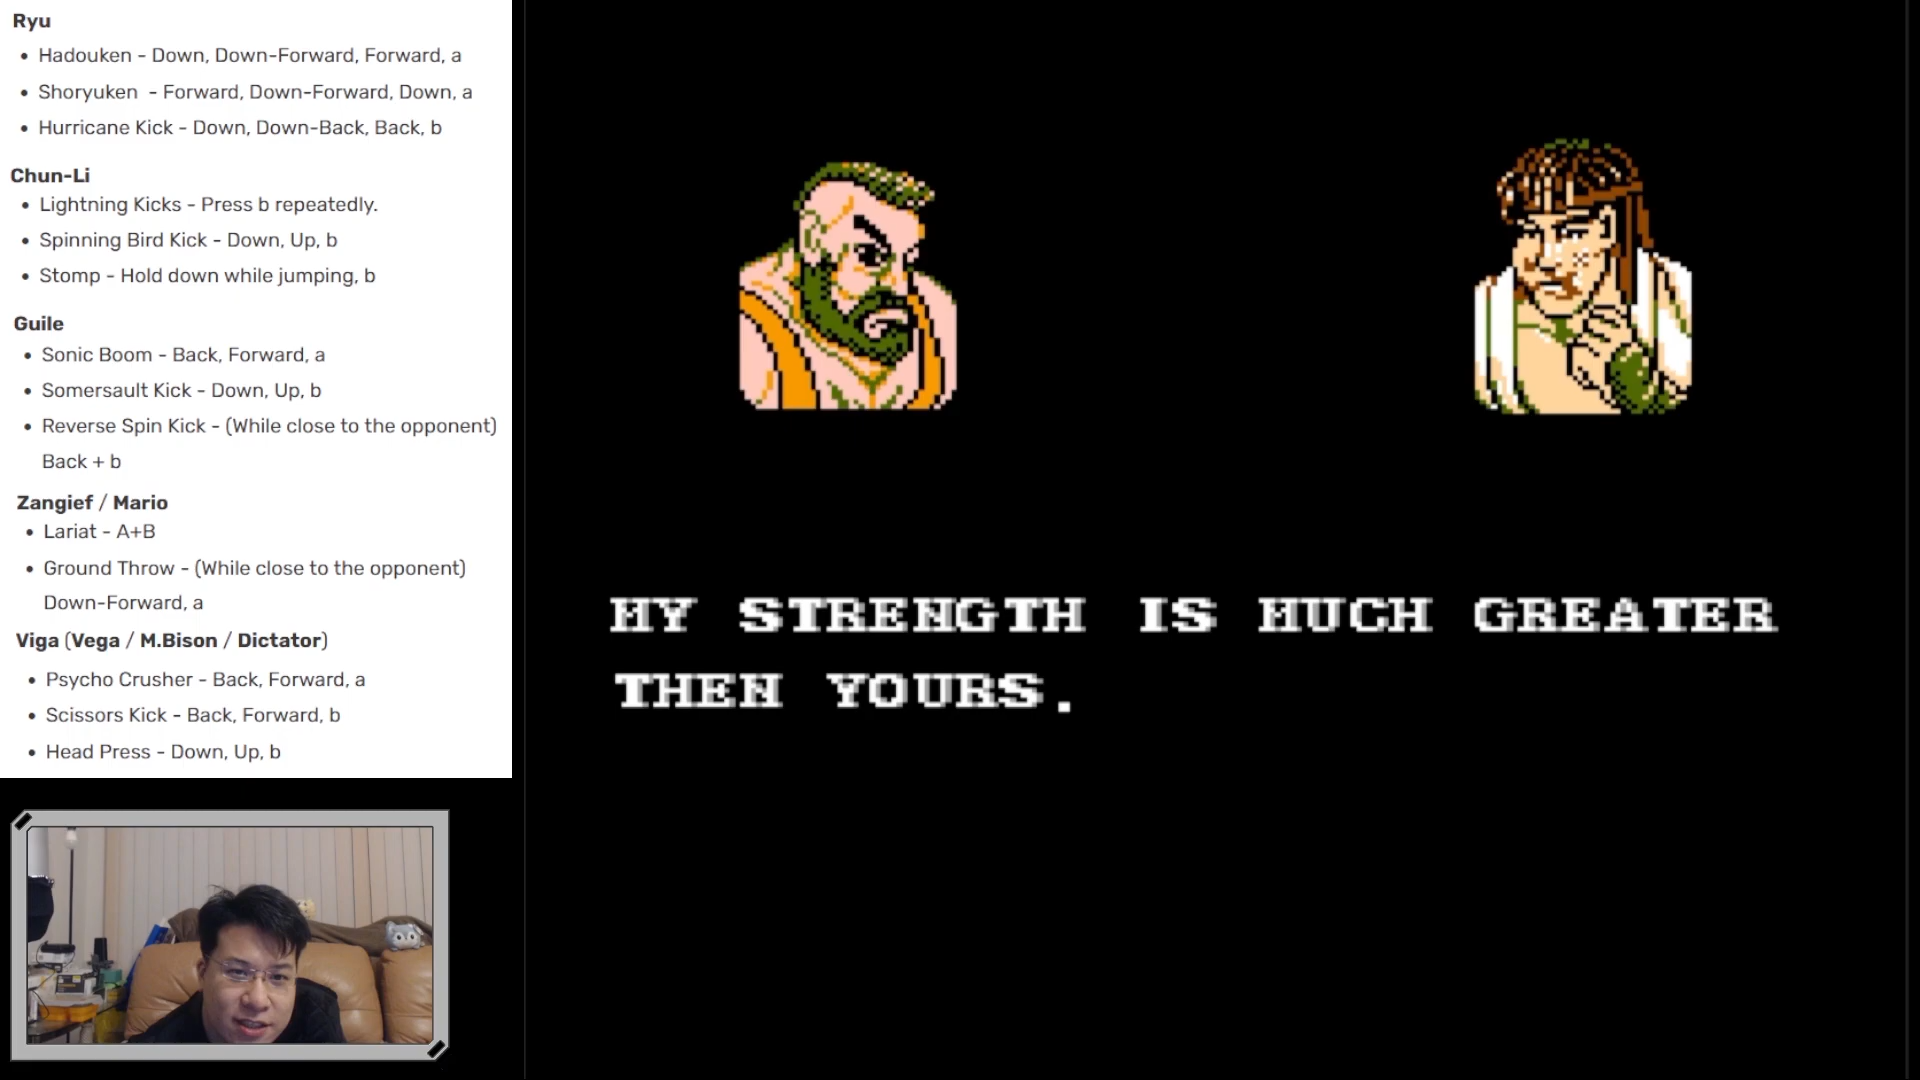 Ryu
• Hadouken - Down, Down-Forward, Forward, a
• Shoryuken - Forward, Down-Forward, Down, a
• Hurricane Kick - Down, Down-Back, Back, b
Chun-Li
• Lightning Kicks - Press b repeatedly.
• Spinning Bird Kick - Down, Up, b
• Stomp - Hold down while jumping, b
Guile
• Sonic Boom - Back, Forward, a
• Somersault Kick - Down, Up, b
• Reverse Spin Kick - (While close to the opponent)
Back + b
Zangief / Mario
• Lariat - A+B
• Ground Throw - (While close to the opponent)
Down-Forward, a
Viga (Vega / M.Bison / Dictator)
• Psycho Crusher - Back, Forward, a
• Scissors Kick - Back, Forward, b
• Head Press - Down, Up, b
MY STRENGTH IS MUCH GREATER
THEN YOURS.